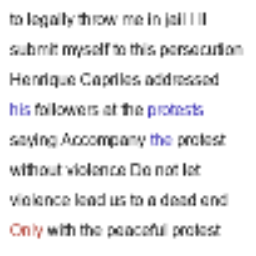 to legally throw me in jail I ll
submit myself to this persecution
Henrique Capriles addressed
his followers at the protests
saying Accompany the protest
without violence Do not let
violence lead us to a dead end
Only with the peaceful protest